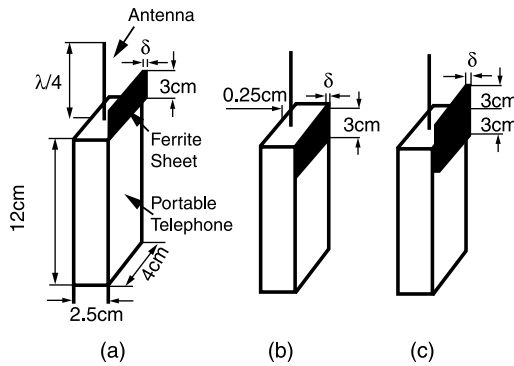 Antenna
δ
λ/4
3cm
Ferrite
Sheet
12cm
Portable
Telephone
4cm
2.5cm
(a)
δ
0.25cm
3cm
(b)
δ
3cm
3cm
(c)